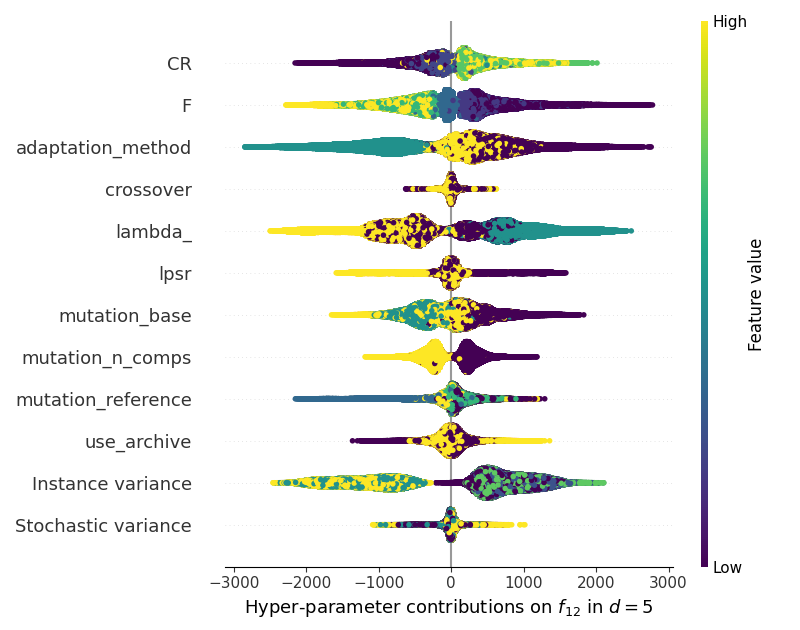 High
CR
F
adaptation_method
crossover
lambda_
lpsr
mutation_base
mutation_n_comps
mutation_reference
use_archive
Instance variance
Stochastic variance
Feature value
Low
−3000 −2000 −1000 0 1000 2000 3000
Hyper-parameter contributions on f₁₂ in d = 5